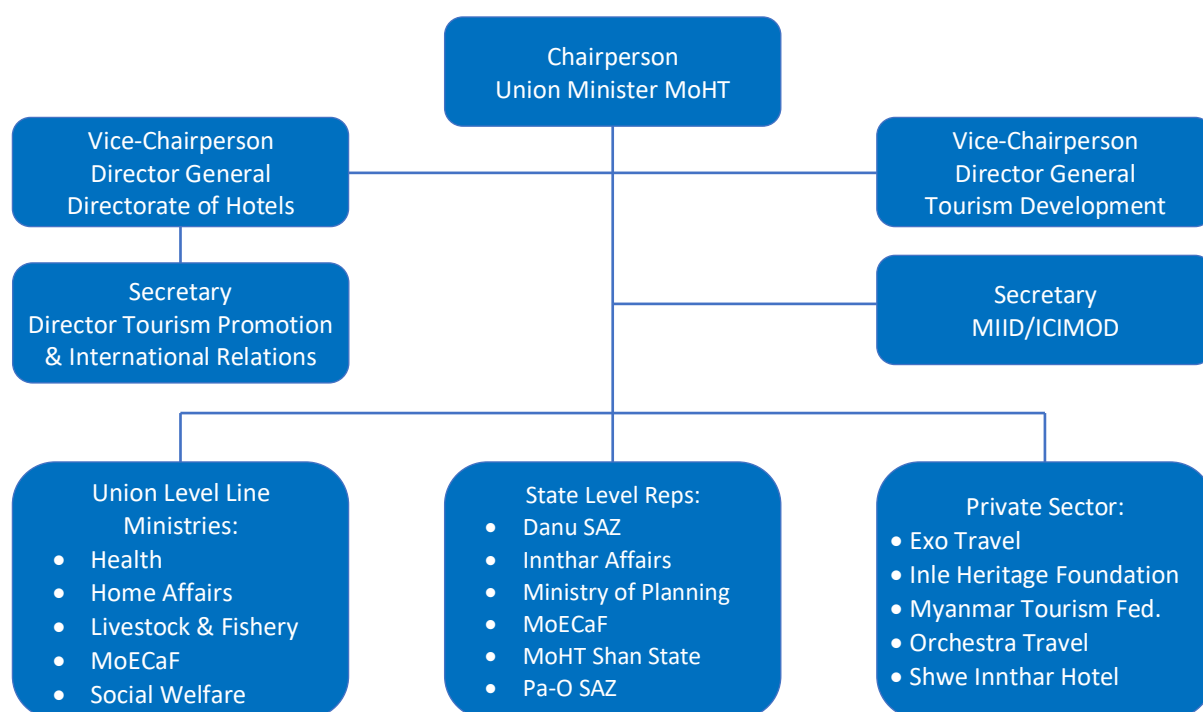 Chairperson
Union Minister MoHT
Vice-Chairperson
Director General
Directorate of Hotels
Vice-Chairperson
Director General
Tourism Development
Secretary
Director Tourism Promotion
& International Relations
Secretary
MIID/ICIMOD
Union Level Line
Ministries:
• Health
• Home Affairs
• Livestock & Fishery
• MoECaF
• Social Welfare
State Level Reps:
• Danu SAZ
• Innthar Affairs
• Ministry of Planning
• MoECaF
• MoHT Shan State
• Pa-O SAZ
Private Sector:
• Exo Travel
• Inle Heritage Foundation
• Myanmar Tourism Fed.
• Orchestra Travel
• Shwe Innthar Hotel